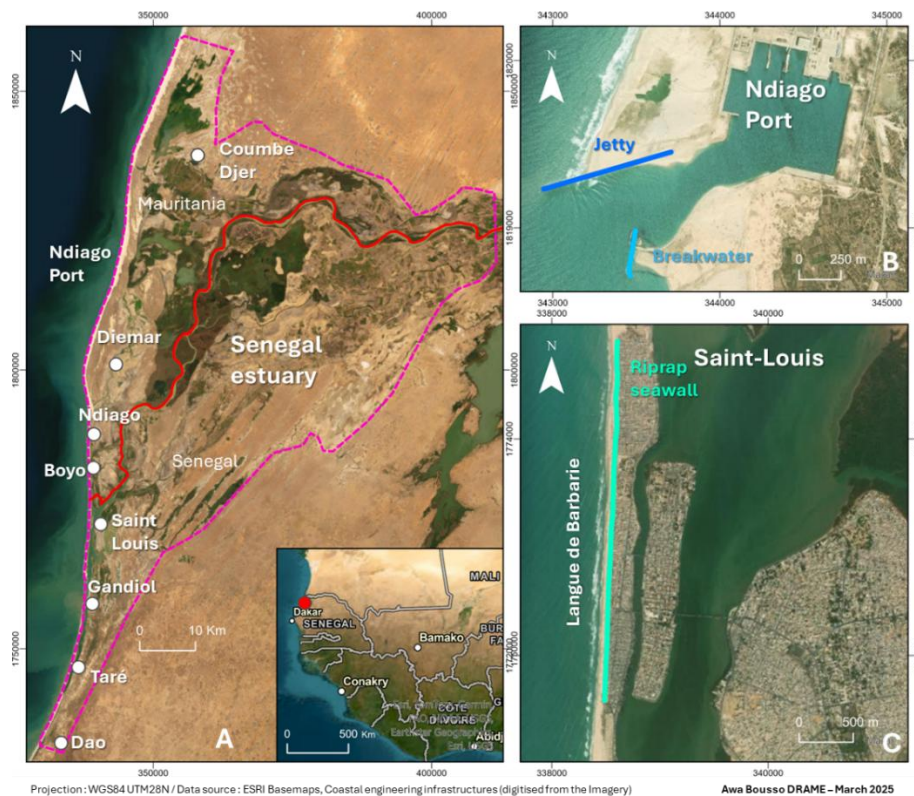 350000
400000
1850000
1800000
1750000
N
Coumbe
Djer
Mauritania
Ndiago
Port
Diemar
Senegal
estuary
Ndiago
Boyo
Senegal
Saint
Louis
Gandiol
0 10 Km
Taré
Dao
A
MALI
Dakar
SENEGAL
Bamako
Conakry
CÔTE
D'IVOIRE
0 500 Km
350000
400000
343000
344000
345000
1820000
1850000
1819000
N
Ndiago
Port
Jetty
Breakwater
0 250 m
B
343000
344000
345000
338000
340000
1800000
1774000
N
Saint-Louis
Riprap
seawall
Langue de Barbarie
0 500 m
C
338000
340000
Projection : WGS84 UTM28N / Data source : ESRI Basemaps, Coastal engineering infrastructures (digitised from the Imagery)
Awa Bousso DRAME – March 2025